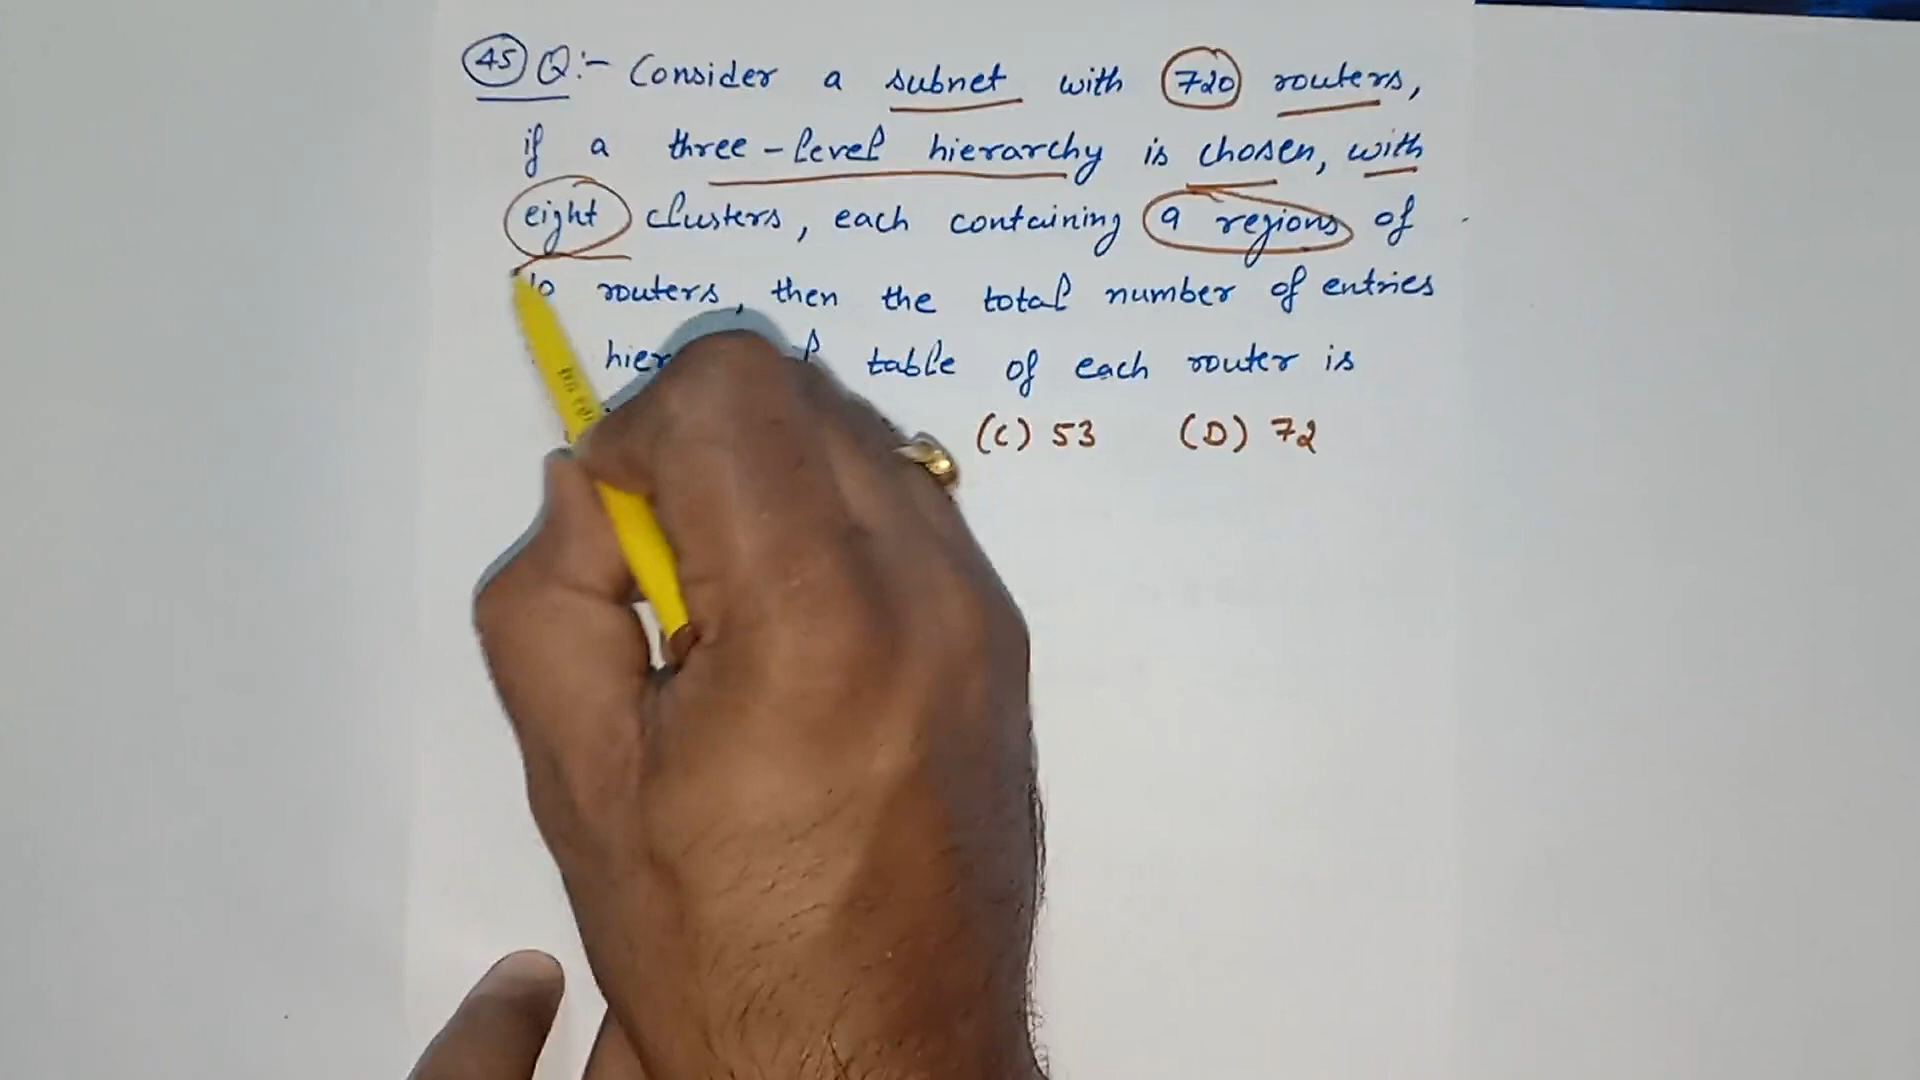 45 Q:- Consider a subnet with 720 routers,
if a three-level hierarchy is chosen, with
eight clusters, each containing 9 regions of
routers, then the total number of entries
table of each router is
(C) 53 (D) 72